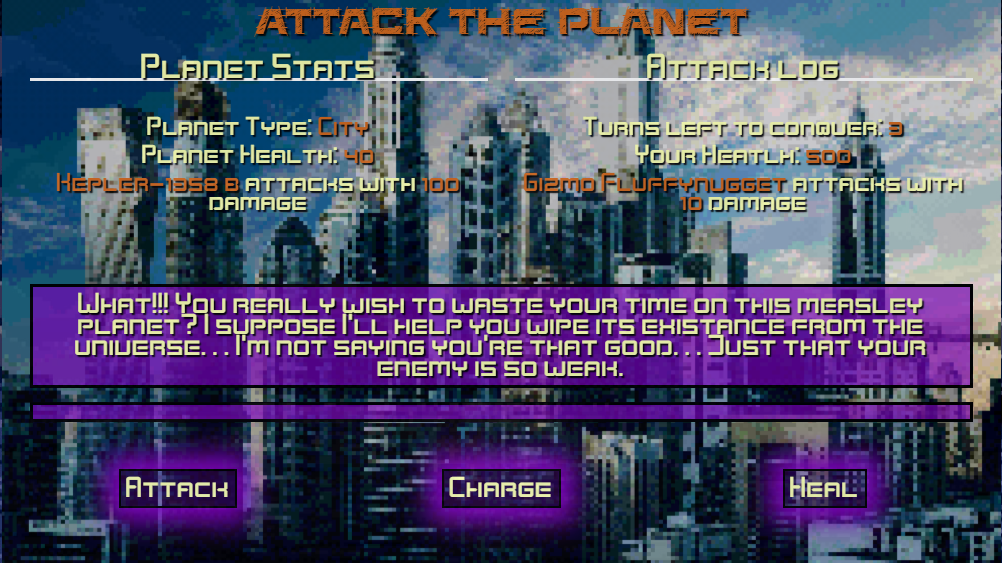 Attack the Planet
Planet Stats
Planet Type: City
Planet Health: 40
Kepler-1358 B attacks with 100
damage
Attack log
Turns left to conquer: 3
Your Heatlh: 500
Gizmo Fluffynugget attacks with
10 damage
What!!! You really wish to waste your time on this measley
planet? I suppose I'll help you wipe its existance from the
universe... I'm not saying you're that good... Just that your
enemy is so weak.
Attack
Charge
Heal